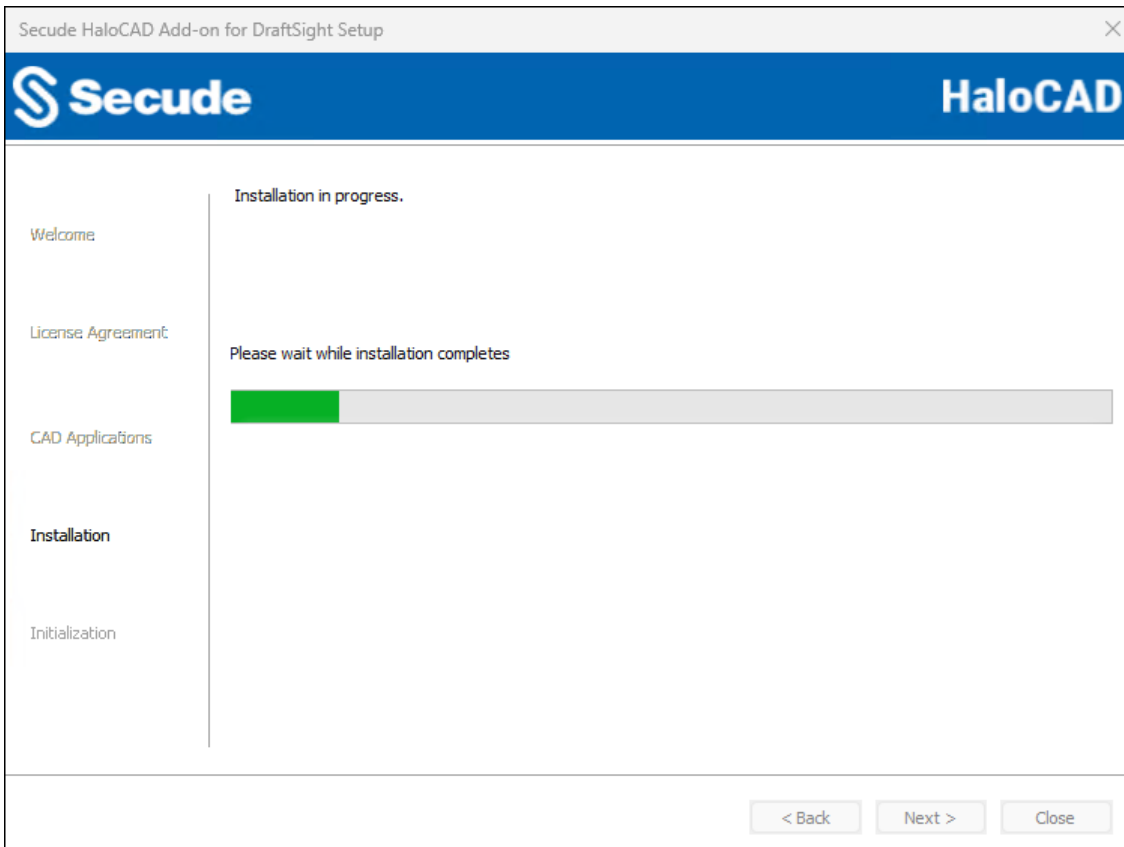 Secude HaloCAD Add-on for DraftSight Setup
Secude
HaloCAD
Installation in progress.
Welcome
License Agreement
Please wait while installation completes
CAD Applications
Installation
Initialization
< Back
Next >
Close